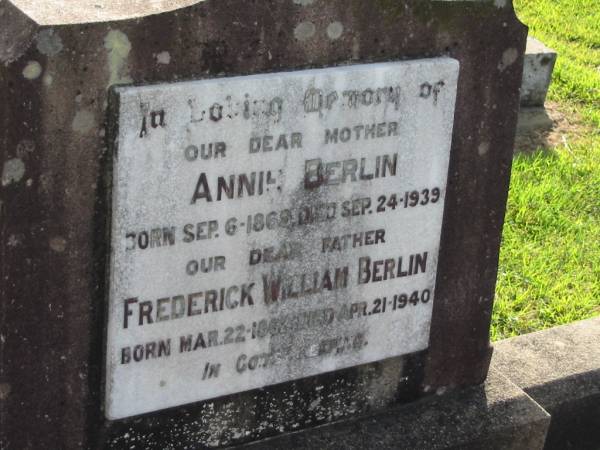 In Loving Memory of
OUR DEAR MOTHER
ANNIE BERLIN
BORN SEP. 6-1869 DIED SEP. 24-1939
OUR DEAR FATHER
FREDERICK WILLIAM BERLIN
BORN MAR. 22- DIED APR. 21-1940
IN GOD'S KEEPING.